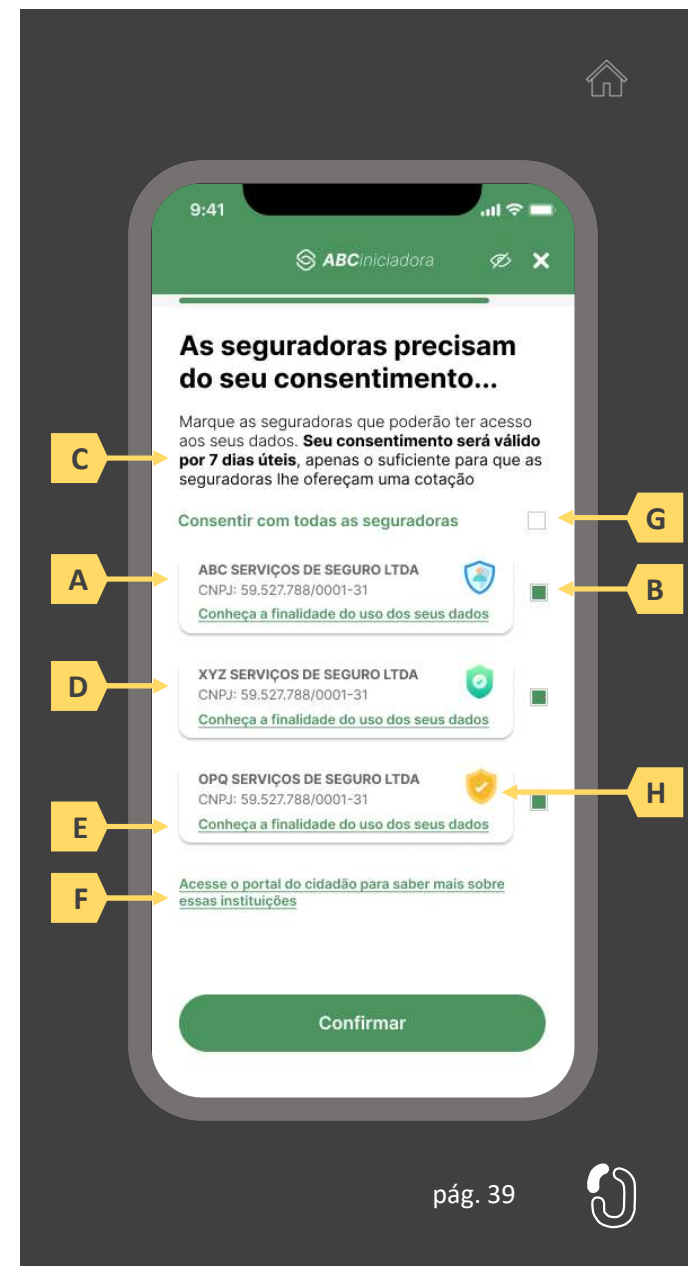 9:41
ABCiniciadora
As seguradoras precisam
do seu consentimento...
Marque as seguradoras que poderão ter acesso
aos seus dados. Seu consentimento será válido
por 7 dias úteis, apenas o suficiente para que as
seguradoras lhe ofereçam uma cotação
C
Consentir com todas as seguradoras
G
ABC SERVIÇOS DE SEGURO LTDA
CNPJ: 59.527.788/0001-31
Conheça a finalidade do uso dos seus dados
A
B
XYZ SERVIÇOS DE SEGURO LTDA
CNPJ: 59.527.788/0001-31
Conheça a finalidade do uso dos seus dados
D
OPQ SERVIÇOS DE SEGURO LTDA
CNPJ: 59.527.788/0001-31
Conheça a finalidade do uso dos seus dados
H
E
Acesse o portal do cidadão para saber mais sobre
essas instituições
F
Confirmar
pág. 39